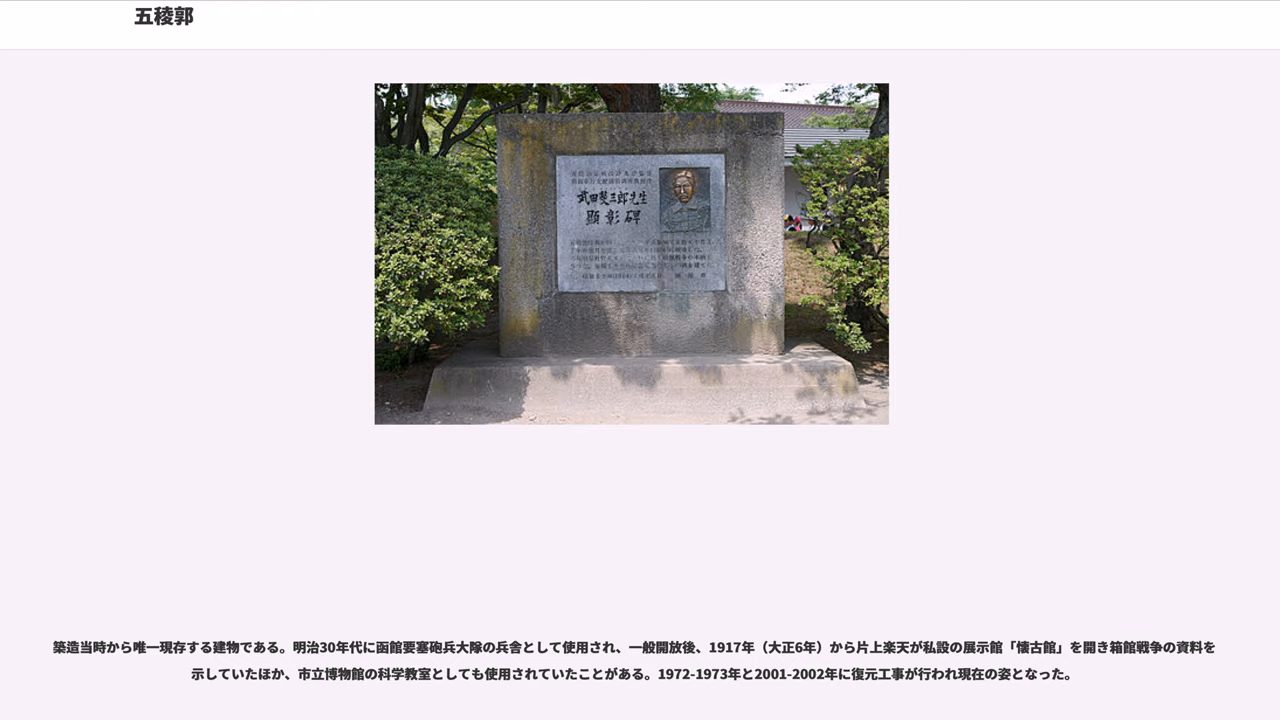 五稜郭
武田斐三郎先生
顕彰碑
築造当時から唯一現存する建物である。明治30年代に函館要塞砲兵大隊の兵舎として使用され、一般開放後、1917年（大正6年）から片上楽天が私設の展示館「懐古館」を開き箱館戦争の資料を
示していたほか、市立博物館の科学教室としても使用されていたことがある。1972-1973年と2001-2002年に復元工事が行われ現在の姿となった。